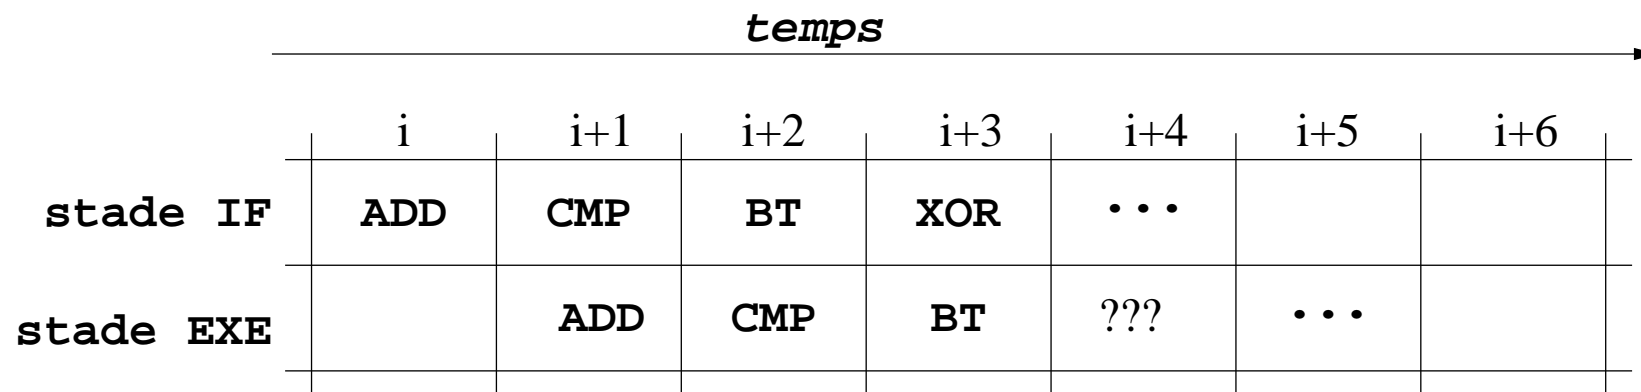 temps
i i+1 i+2 i+3 i+4 i+5 i+6
stade IF ADD CMP BT XOR ...
stade EXE ADD CMP BT ??? ...